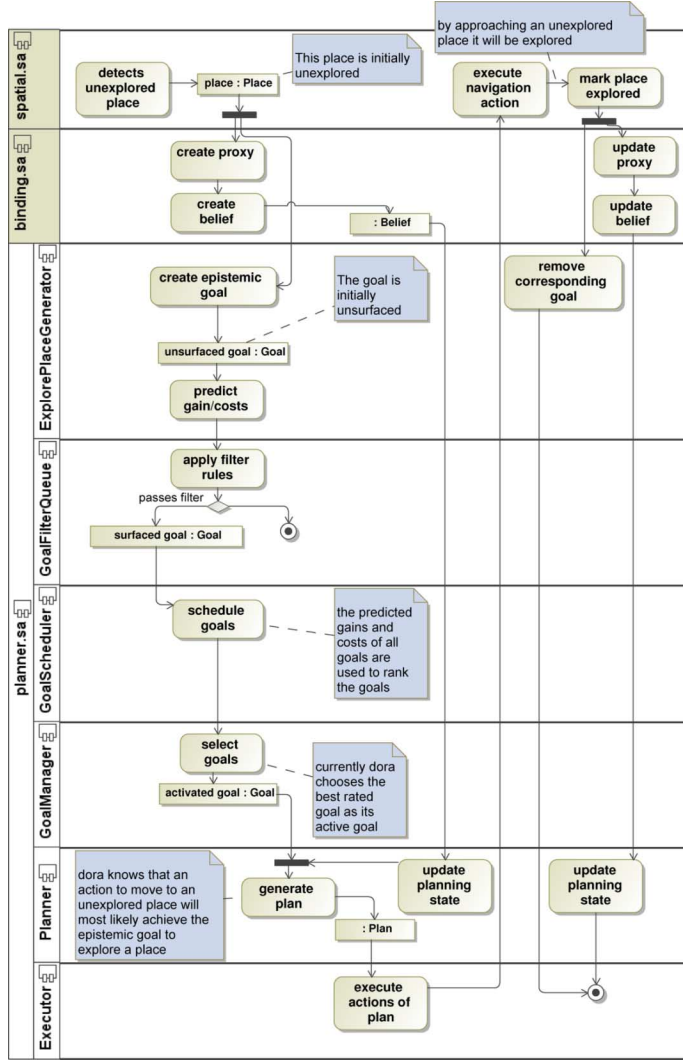 spatial.sa
detects
unexplored
place
place : Place
This place is initially
unexplored
by approaching an unexplored
place it will be explored
execute
navigation
action
mark place
explored
binding.sa
create proxy
create
belief
: Belief
update
proxy
update
belief
planner.sa
ExplorePlaceGenerator
create epistemic
goal
The goal is
initially
unsurfaced
remove
corresponding
goal
unsurfaced goal : Goal
predict
gain/costs
GoalFilterQueue
apply filter
rules
passes filter
surfaced goal : Goal
GoalScheduler
schedule
goals
the predicted
gains and
costs of all
goals are
used to rank
the goals
GoalManager
select
goals
activated goal : Goal
currently dora
chooses the
best rated
goal as its
active goal
Planner
dora knows that an
action to move to an
unexplored place will
most likely achieve the
epistemic goal to
explore a place
generate
plan
: Plan
update
planning
state
update
planning
state
Executor
execute
actions of
plan